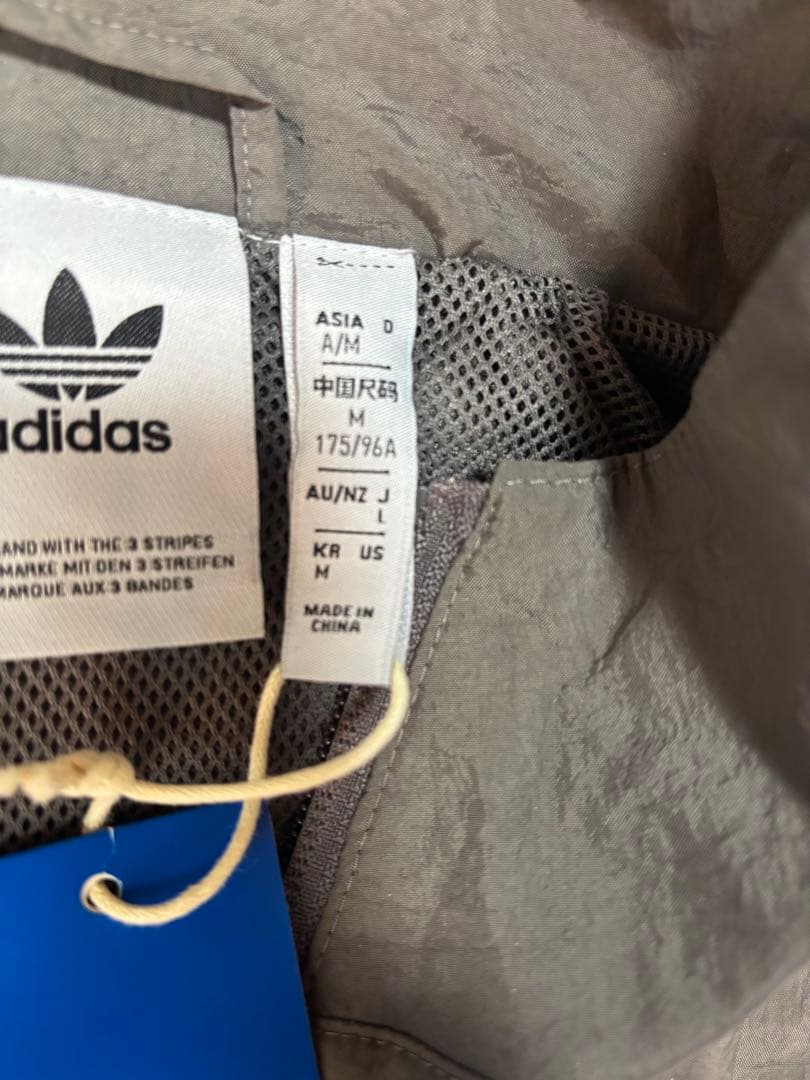 adidas
AND WITH THE 3 STRIPES
MARKE MIT DEN 3 STREIFEN
MARQUE AUX 3 BANDES
ASIA D
A/M
中国尺码
M
175/96A
AU/NZ J
L
KR US
M
MADE IN
CHINA